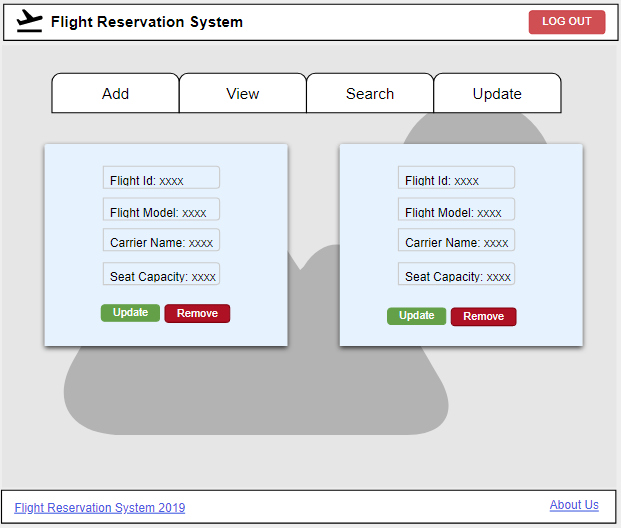 Flight Reservation System
LOG OUT
Add
View
Search
Update
Flight Id: xxxx
Flight Model: xxxx
Carrier Name: xxxx
Seat Capacity: xxxx
Update
Remove
Flight Id: xxxx
Flight Model: xxxx
Carrier Name: xxxx
Seat Capacity: xxxx
Update
Remove
Flight Reservation System 2019
About Us